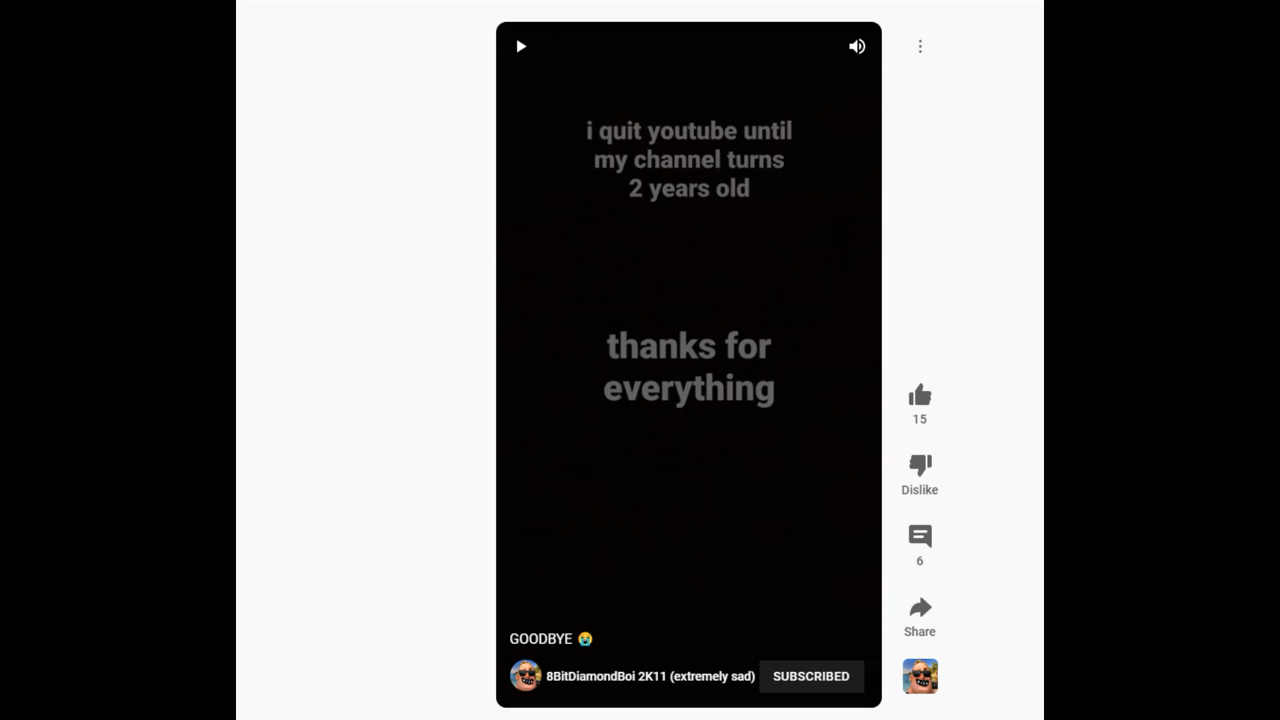 i quit youtube until
my channel turns
2 years old
thanks for
everything
15
Dislike
6
Share
GOODBYE 😭
8BitDiamondBoi 2K11 (extremely sad)
SUBSCRIBED